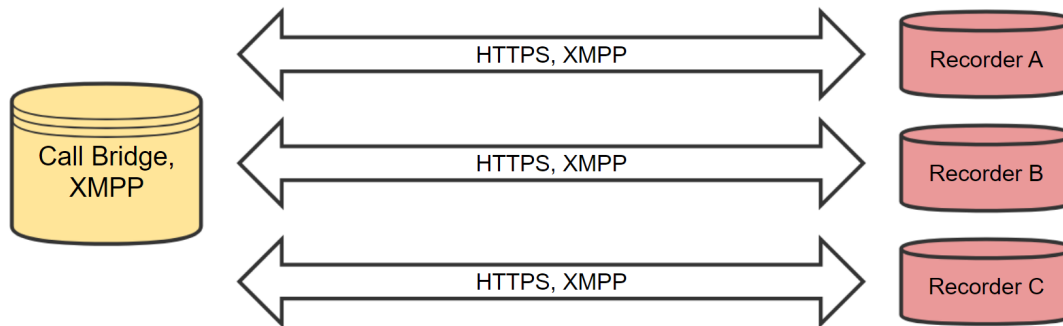 HTTPS, XMPP
Recorder A
Call Bridge,
XMPP
HTTPS, XMPP
Recorder B
HTTPS, XMPP
Recorder C